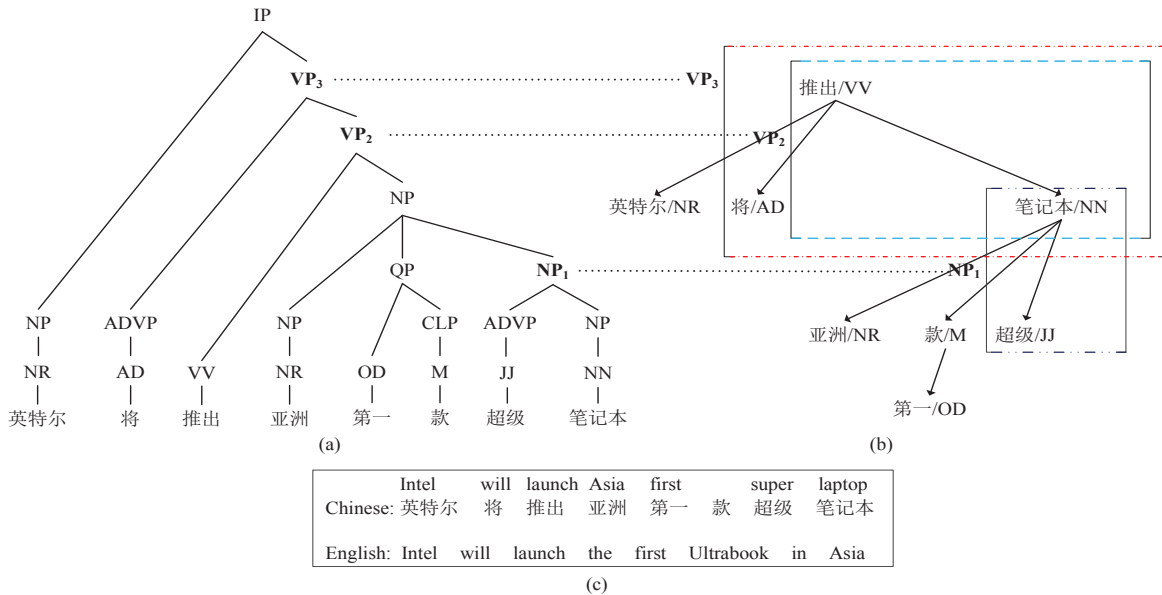 IP
VP₃ VP₃
推出/VV
VP₂ VP₂
NP 英特尔/NR 将/AD 笔记本/NN
QP NP₁ NP₁
NP ADVP NP CLP ADVP NP 亚洲/NR 款/M 超级/JJ
NR AD VV NR OD M JJ NN
英特尔 将 推出 亚洲 第一 款 超级 笔记本 第一/OD
(a) (b)
Intel will launch Asia first super laptop
Chinese: 英特尔 将 推出 亚洲 第一 款 超级 笔记本
English: Intel will launch the first Ultrabook in Asia
(c)